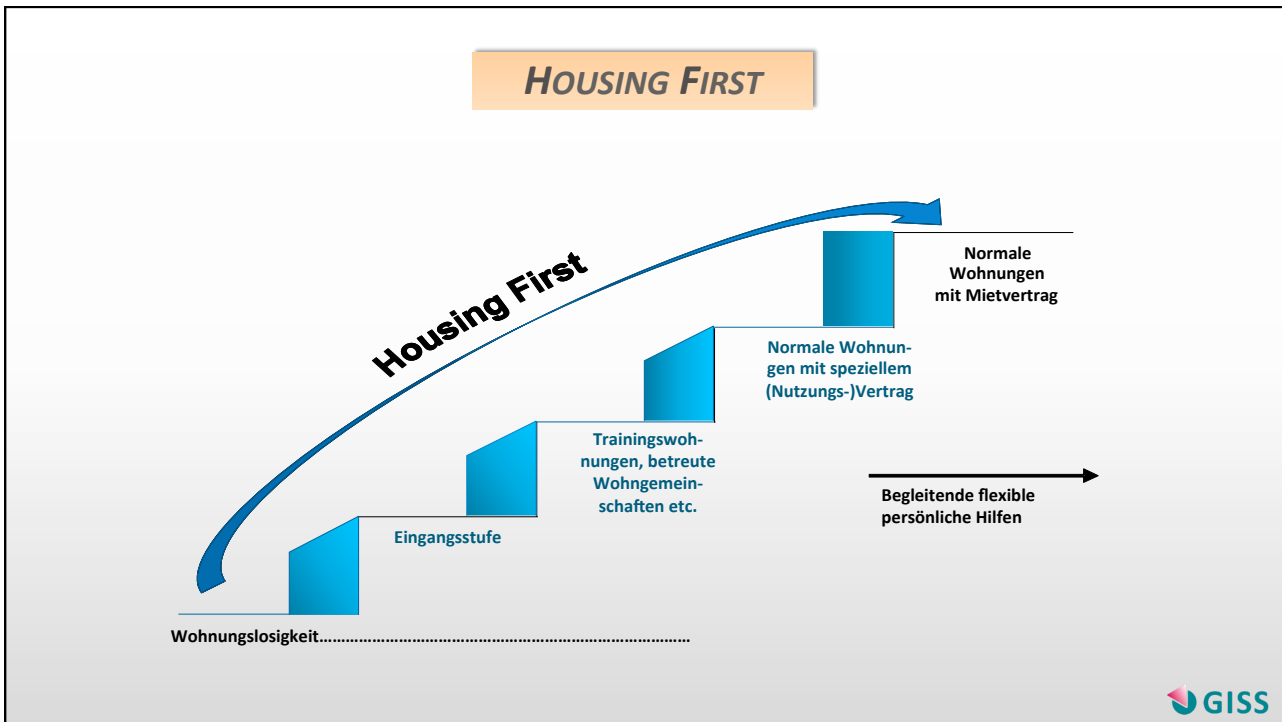 HOUSING FIRST
Housing First
Normale
Wohnungen
mit Mietvertrag
Normale Wohnun-
gen mit speziellem
(Nutzungs-)Vertrag
Trainingswoh-
nungen, betreute
Wohngemein-
schaften etc.
Begleitende flexible
persönliche Hilfen
Eingangsstufe
Wohnungslosigkeit………………………………………………………………
GISS